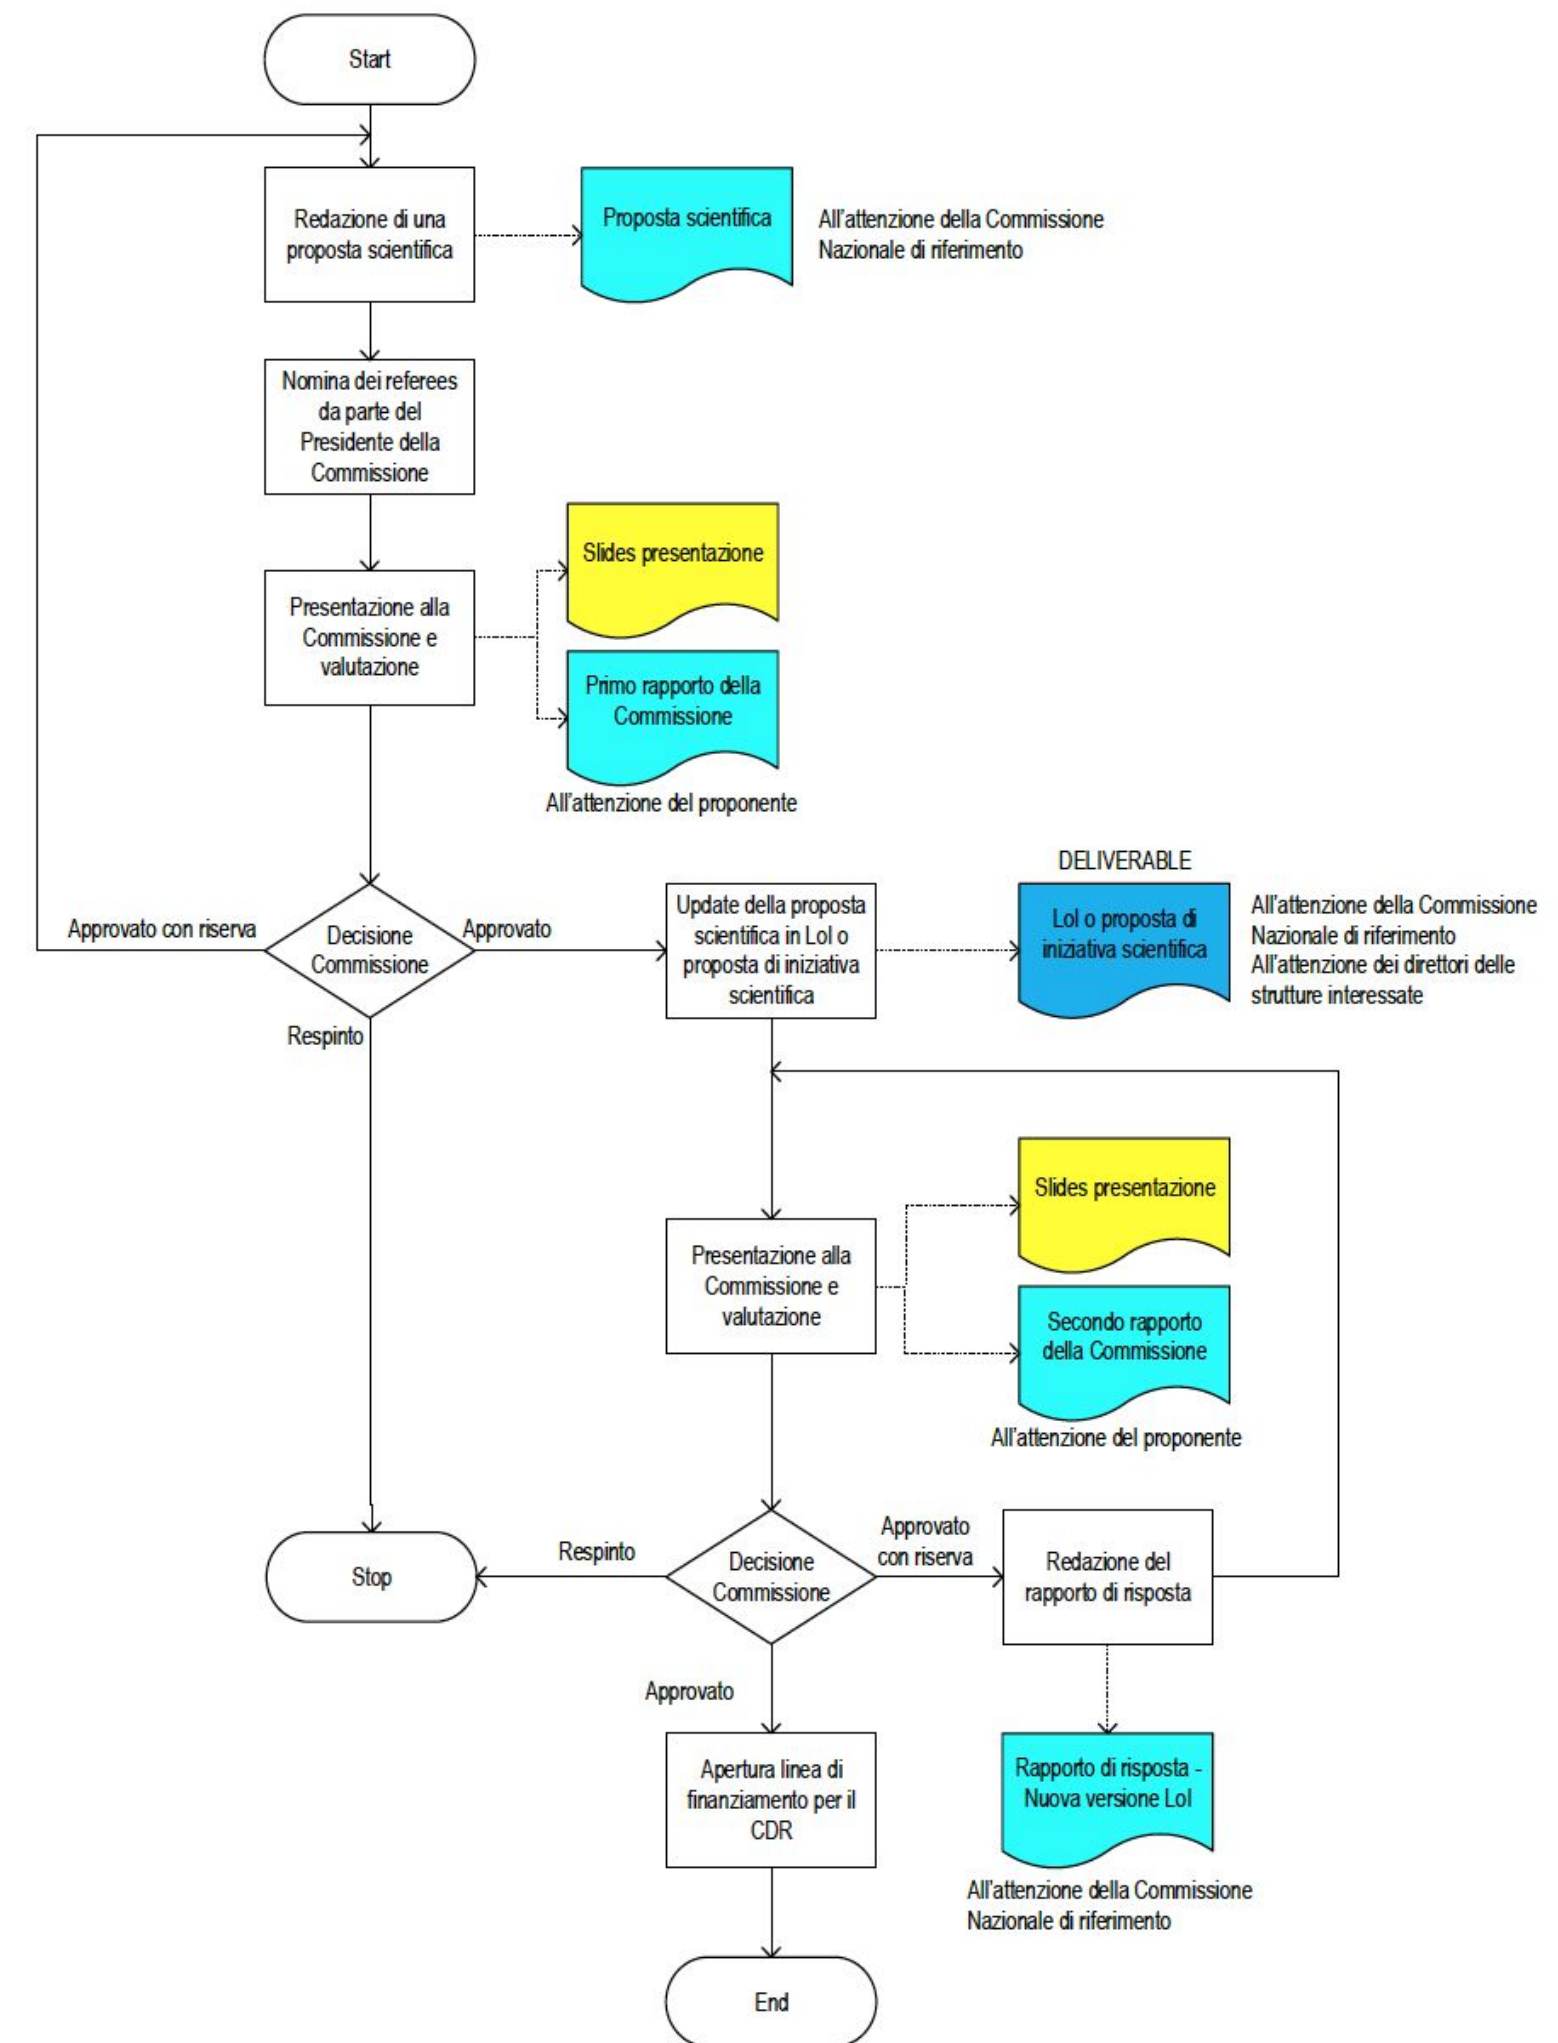 Start
Redazione di una
proposta scientifica
Proposta scientifica
All'attenzione della Commissione
Nazionale di riferimento
Nomina dei referees
da parte del
Presidente della
Commissione
Slides presentazione
Presentazione alla
Commissione e
valutazione
Primo rapporto della
Commissione
All'attenzione del proponente
DELIVERABLE
Approvato con riserva
Decisione
Commissione
Approvato
Respinto
Update della proposta
scientifica in LoI o
proposta di iniziativa
scientifica
LoI o proposta di
iniziativa scientifica
All'attenzione della Commissione
Nazionale di riferimento
All'attenzione dei direttori delle
strutture interessate
Slides presentazione
Presentazione alla
Commissione e
valutazione
Secondo rapporto
della Commissione
All'attenzione del proponente
Stop
Respinto
Decisione
Commissione
Approvato
con riserva
Redazione del
rapporto di risposta
Approvato
Apertura linea di
finanziamento per il
CDR
Rapporto di risposta -
Nuova versione LoI
All'attenzione della Commissione
Nazionale di riferimento
End